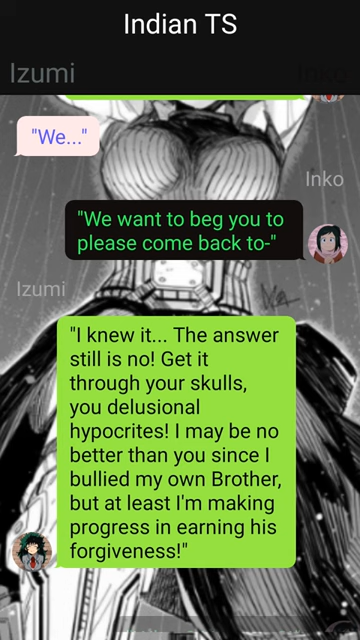 Indian TS
Izumi
Inko
"We..."
Inko
"We want to beg you to
please come back to-"
Izumi
"I knew it... The answer
still is no! Get it
through your skulls,
you delusional
hypocrites! I may be no
better than you since I
bullied my own Brother,
but at least I'm making
progress in earning his
forgiveness!"